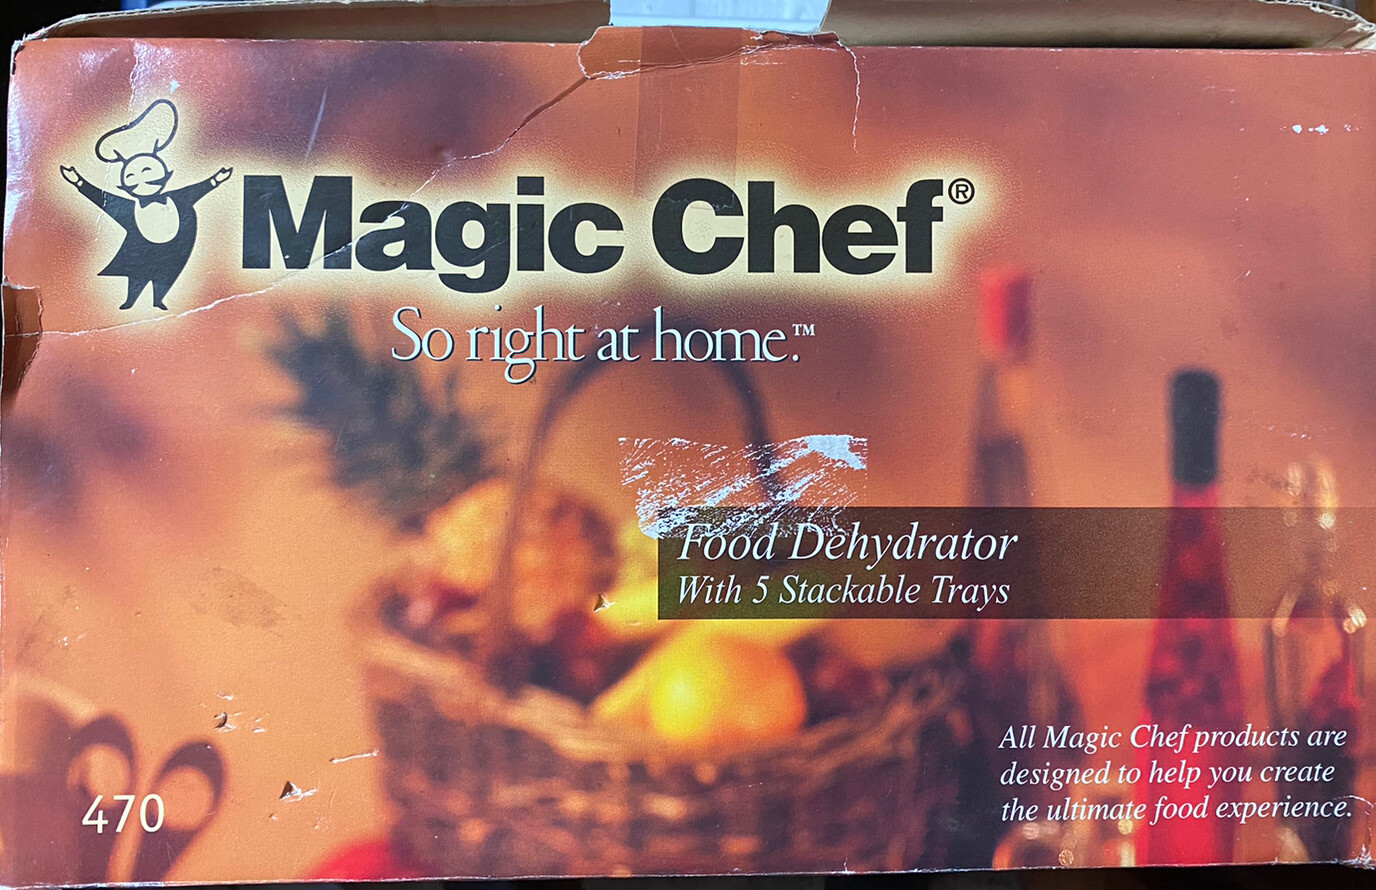 Magic Chef®
So right at home.™
Food Dehydrator
With 5 Stackable Trays
All Magic Chef products are
designed to help you create
the ultimate food experience.
470